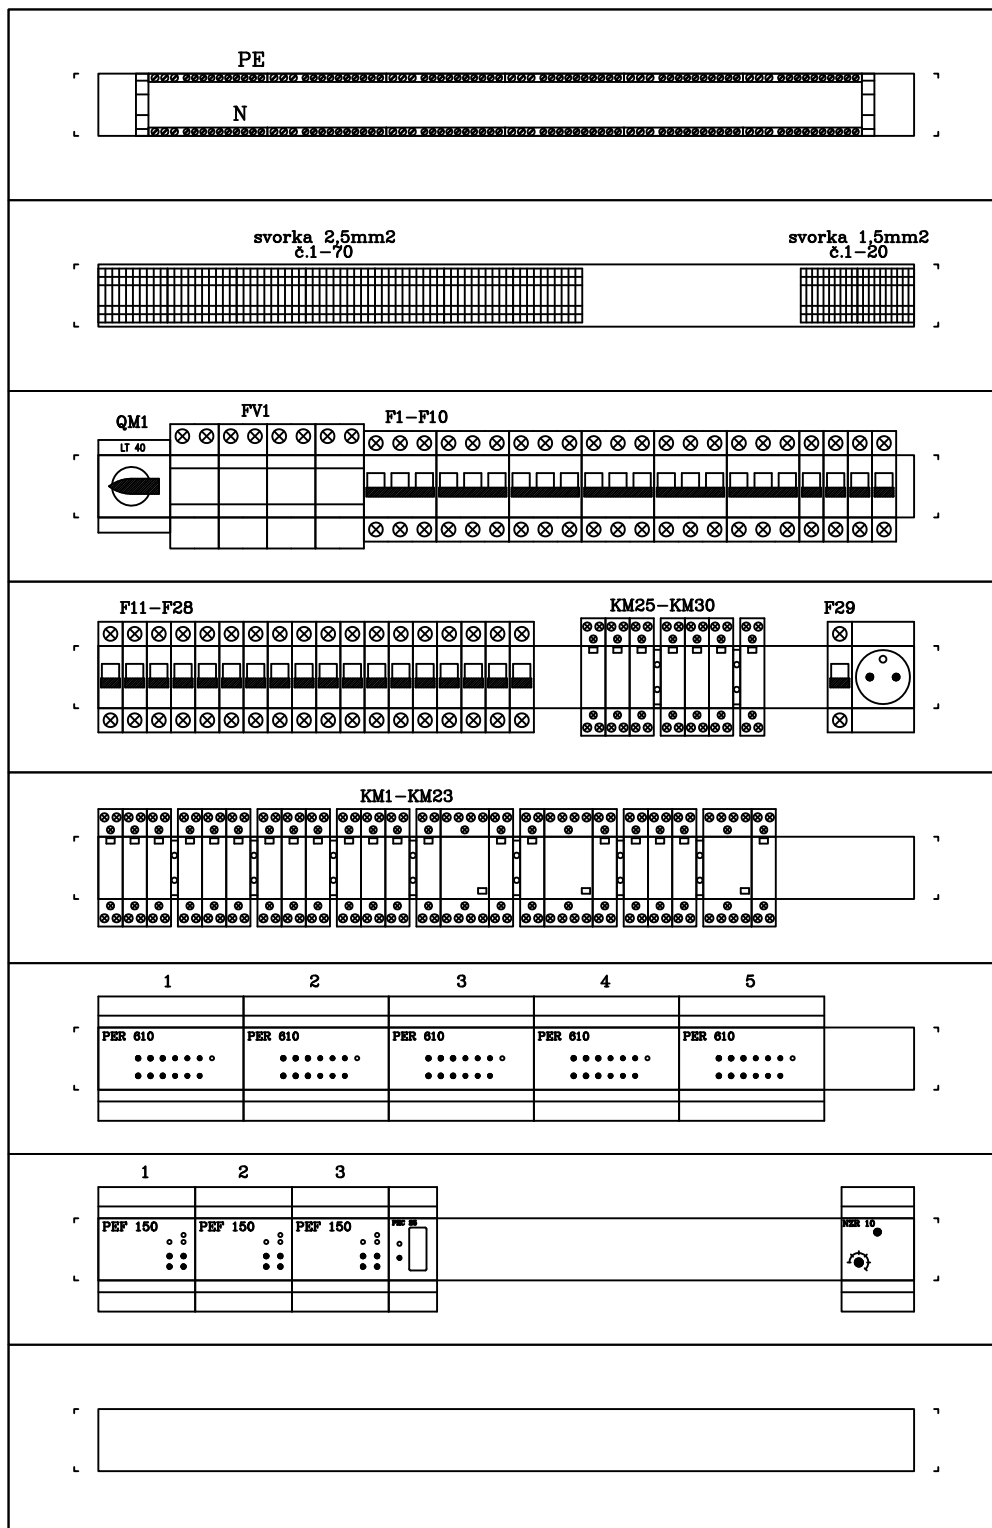 PE
N
svorka 2,5mm2
č.1-70
svorka 1,5mm2
č.1-20
QM1
LT 40
FV1
F1-F10
F11-F28
KM25-KM30
F29
KM1-KM23
1
2
3
4
5
PER 610
PER 610
PER 610
PER 610
PER 610
1
2
3
PEF 150
PEF 150
PEF 150
NZR 10